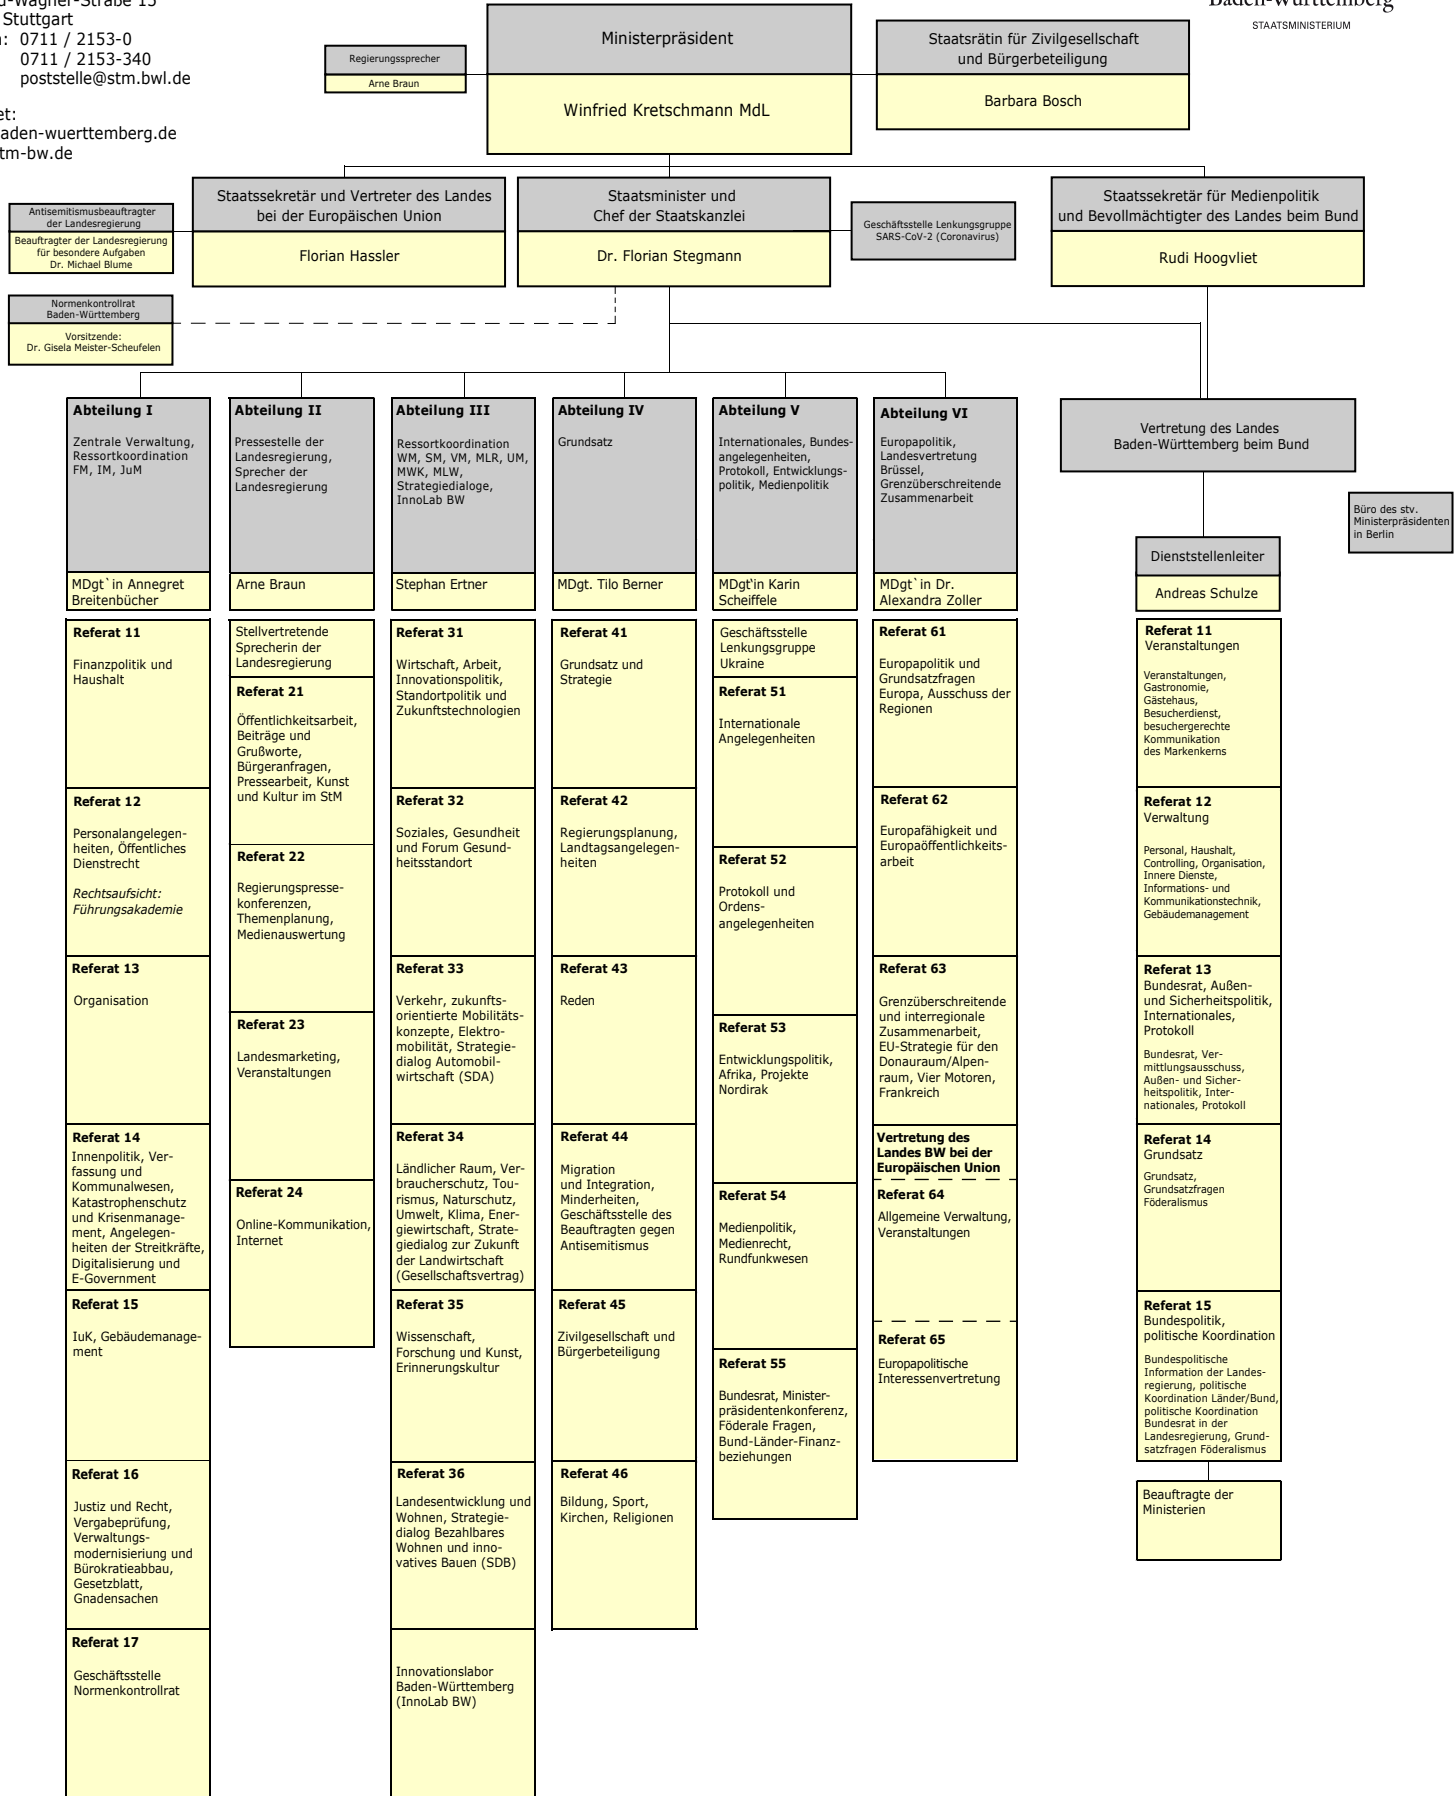 Stuttgart
0711 / 2153-0
0711 / 2153-340
poststelle@stm.bwl.de
STAATSMINISTERIUM
Ministerpräsident
Winfried Kretschmann MdL
Regierungssprecher
Arne Braun
Staatsrätin für Zivilgesellschaft
und Bürgerbeteiligung
Barbara Bosch
Antisemitismusbeauftragter
der Landesregierung
Beauftragter der Landesregierung
für besondere Aufgaben
Dr. Michael Blume
Staatssekretär und Vertreter des Landes
bei der Europäischen Union
Florian Hassler
Staatsminister und
Chef der Staatskanzlei
Dr. Florian Stegmann
Geschäftsstelle Lenkungsgruppe
SARS-CoV-2 (Coronavirus)
Staatssekretär für Medienpolitik
und Bevollmächtigter des Landes beim Bund
Rudi Hoogvliet
Normenkontrollrat
Baden-Württemberg
Vorsitzende:
Dr. Gisela Meister-Scheufelen
Abteilung I
Zentrale Verwaltung,
Ressortkoordination
FM, IM, JuM
MDgt`in Annegret
Breitenbücher
Referat 11
Finanzpolitik und
Haushalt
Referat 12
Personalangelegen-
heiten, Öffentliches
Dienstrecht
Rechtsaufsicht:
Führungsakademie
Referat 13
Organisation
Referat 14
Innenpolitik, Ver-
fassung und
Kommunalwesen,
Katastrophenschutz
und Krisenmanage-
ment, Angelegen-
heiten der Streitkräfte,
Digitalisierung und
E-Government
Referat 15
IuK, Gebäudemanage-
ment
Referat 16
Justiz und Recht,
Vergabeprüfung,
Verwaltungs-
modernisieriung und
Bürokratieabbau,
Gesetzblatt,
Gnadensachen
Referat 17
Geschäftsstelle
Normenkontrollrat
Abteilung II
Pressestelle der
Landesregierung,
Sprecher der
Landesregierung
Arne Braun
Stellvertretende
Sprecherin der
Landesregierung
Referat 21
Öffentlichkeitsarbeit,
Beiträge und
Grußworte,
Bürgeranfragen,
Pressearbeit, Kunst
und Kultur im StM
Referat 22
Regierungspresse-
konferenzen,
Themenplanung,
Medienauswertung
Referat 23
Landesmarketing,
Veranstaltungen
Referat 24
Online-Kommunikation,
Internet
Abteilung III
Ressortkoordination
WM, SM, VM, MLR, UM,
MWK, MLW,
Strategiedialoge,
InnoLab BW
Stephan Ertner
Referat 31
Wirtschaft, Arbeit,
Innovationspolitik,
Standortpolitik und
Zukunftstechnologien
Referat 32
Soziales, Gesundheit
und Forum Gesund-
heitsstandort
Referat 33
Verkehr, zukunfts-
orientierte Mobilitäts-
konzepte, Elektro-
mobilität, Strategie-
dialog Automobil-
wirtschaft (SDA)
Referat 34
Ländlicher Raum, Ver-
braucherschutz, Tou-
rismus, Naturschutz,
Umwelt, Klima, Ener-
giewirtschaft, Strate-
giedialog zur Zukunft
der Landwirtschaft
(Gesellschaftsvertrag)
Referat 35
Wissenschaft,
Forschung und Kunst,
Erinnerungskultur
Referat 36
Landesentwicklung und
Wohnen, Strategie-
dialog Bezahlbares
Wohnen und inno-
vatives Bauen (SDB)
Innovationslabor
Baden-Württemberg
(InnoLab BW)
Abteilung IV
Grundsatz
MDgt. Tilo Berner
Referat 41
Grundsatz und
Strategie
Referat 42
Regierungsplanung,
Landtagsangelegen-
heiten
Referat 43
Reden
Referat 44
Migration
und Integration,
Minderheiten,
Geschäftsstelle des
Beauftragten gegen
Antisemitismus
Referat 45
Zivilgesellschaft und
Bürgerbeteiligung
Referat 46
Bildung, Sport,
Kirchen, Religionen
Abteilung V
Internationales, Bundes-
angelegenheiten,
Protokoll, Entwicklungs-
politik, Medienpolitik
MDgt'in Karin
Scheiffele
Geschäftsstelle
Lenkungsgruppe
Ukraine
Referat 51
Internationale
Angelegenheiten
Referat 52
Protokoll und
Ordens-
angelegenheiten
Referat 53
Entwicklungspolitik,
Afrika, Projekte
Nordirak
Referat 54
Medienpolitik,
Medienrecht,
Rundfunkwesen
Referat 55
Bundesrat, Minister-
präsidentenkonferenz,
Föderale Fragen,
Bund-Länder-Finanz-
beziehungen
Abteilung VI
Europapolitik,
Landesvertretung
Brüssel,
Grenzüberschreitende
Zusammenarbeit
MDgt`in Dr.
Alexandra Zoller
Referat 61
Europapolitik und
Grundsatzfragen
Europa, Ausschuss der
Regionen
Referat 62
Europafähigkeit und
Europaöffentlichkeits-
arbeit
Referat 63
Grenzüberschreitende
und interregionale
Zusammenarbeit,
EU-Strategie für den
Donauraum/Alpen-
raum, Vier Motoren,
Frankreich
Vertretung des
Landes BW bei der
Europäischen Union
Referat 64
Allgemeine Verwaltung,
Veranstaltungen
Referat 65
Europapolitische
Interessenvertretung
Vertretung des Landes
Baden-Württemberg beim Bund
Büro des stv.
Ministerpräsidenten
in Berlin
Dienststellenleiter
Andreas Schulze
Referat 11
Veranstaltungen
Veranstaltungen,
Gastronomie,
Gästehaus,
Besucherdienst,
besuchergerechte
Kommunikation
des Markenkerns
Referat 12
Verwaltung
Personal, Haushalt,
Controlling, Organisation,
Innere Dienste,
Informations- und
Kommunikationstechnik,
Gebäudemanagement
Referat 13
Bundesrat, Außen-
und Sicherheitspolitik,
Internationales,
Protokoll
Bundesrat, Ver-
mittlungsausschuss,
Außen- und Sicher-
heitspolitik, Inter-
nationales, Protokoll
Referat 14
Grundsatz
Grundsatz,
Grundsatzfragen
Föderalismus
Referat 15
Bundespolitik,
politische Koordination
Bundespolitische
Information der Landes-
regierung, politische
Koordination Länder/Bund,
politische Koordination
Bundesrat in der
Landesregierung, Grund-
satzfragen Föderalismus
Beauftragte der
Ministerien